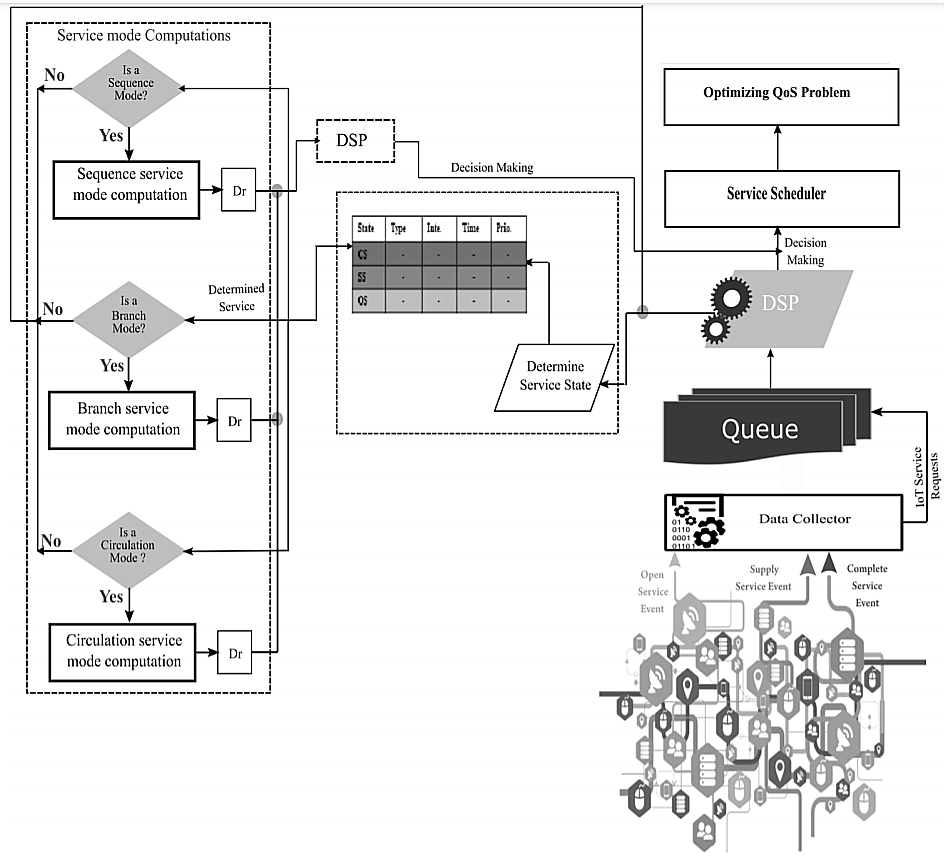 Service mode Computations
No
Is a
Sequence
Mode?
Yes
Sequence service
mode computation
Dr
DSP
Decision Making
Optimizing QoS Problem
Service Scheduler
Decision
Making
DSP
State Type Inte. Time Prio.
CS - - - -
SS - - - -
OS - - - -
Determined
Service
No
Is a
Branch
Mode?
Yes
Branch service
mode computation
Dr
Determine
Service State
Queue
IoT Service
Requests
Data Collector
01
0110
0001
01101
No
Is a
Circulation
Mode ?
Yes
Circulation service
mode computation
Dr
Open
Service
Event
Supply
Service Event
Complete
Service
Event